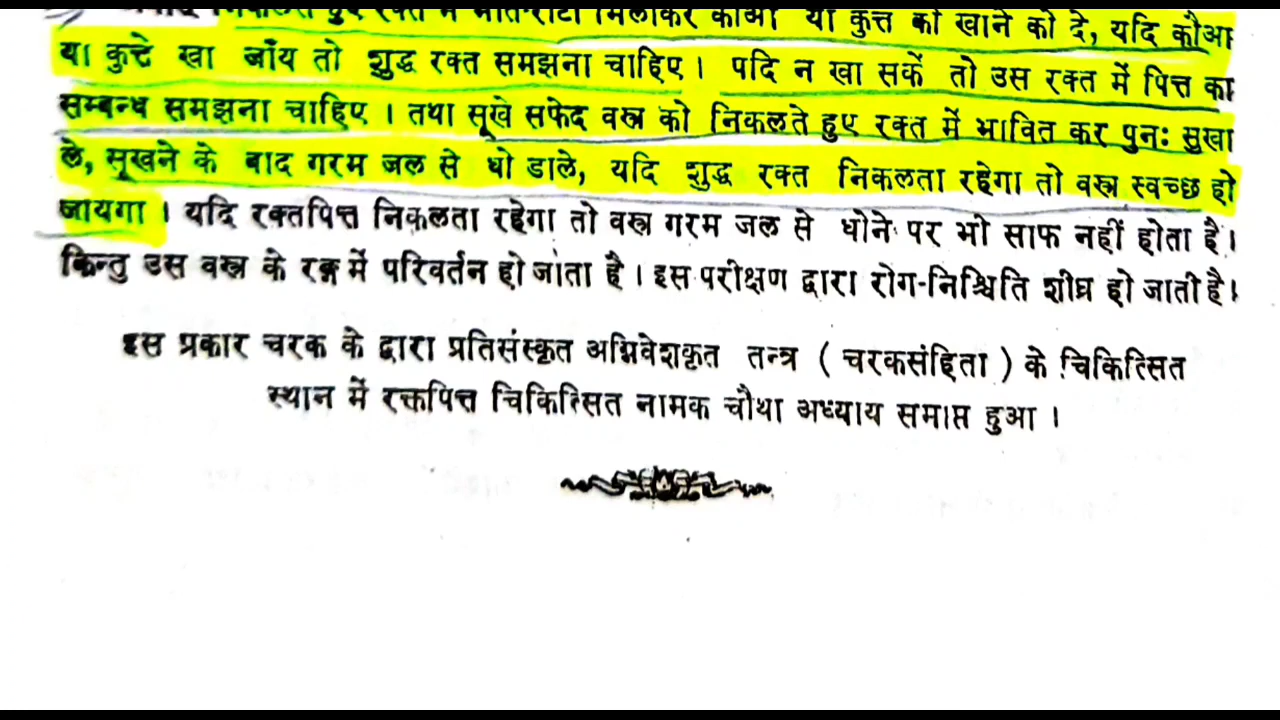 हुए रक्त में भात-रोटी मिलाकर कौआ या कुत्ते को खाने को दे, यदि कौआ
या कुत्ते खा जाँय तो शुद्ध रक्त समझना चाहिए। यदि न खा सकें तो उस रक्त में पित्त का
सम्बन्ध समझना चाहिए। तथा सूखे सफेद वस्त्र को निकलते हुए रक्त में भावित कर पुनः सुखा
ले, सूखने के बाद गरम जल से धो डाले, यदि शुद्ध रक्त निकलता रहेगा तो वस्त्र स्वच्छ हो
जायगा। यदि रक्तपित्त निकलता रहेगा तो वस्त्र गरम जल से धोने पर भी साफ नहीं होता है।
किन्तु उस वस्त्र के रङ्ग में परिवर्तन हो जाता है। इस परीक्षण द्वारा रोग-निश्चिति शीघ्र हो जाती है।
इस प्रकार चरक के द्वारा प्रतिसंस्कृत अग्निवेशकृत तन्त्र ( चरकसंहिता ) के चिकित्सित
स्थान में रक्तपित्त चिकित्सित नामक चौथा अध्याय समाप्त हुआ।